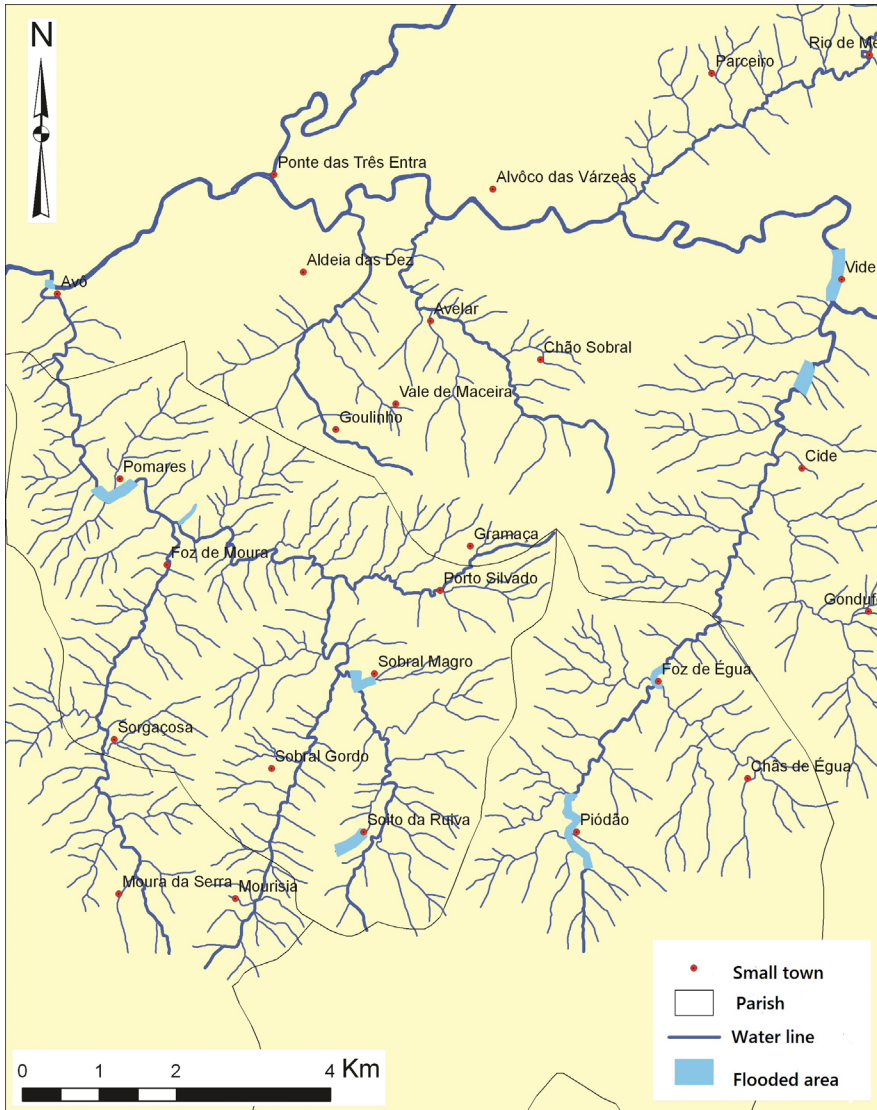 N
Rio de Me
Parceiro
Ponte das Três Entra
Alvôco das Várzeas
Aldeia das Dez
Avô
Vide
Avelar
Chão Sobral
Vale de Maceira
Goulinho
Pomares
Cide
Gramaça
Foz de Moura
Porto Silvado
Gondufo
Sobral Magro
Foz de Égua
Sorgaçosa
Sobral Gordo
Chãs de Égua
Soito da Ruiva
Piódão
Moura da Serra
Mourisia
Small town
Parish
Water line
Flooded area
0 1 2 4 Km